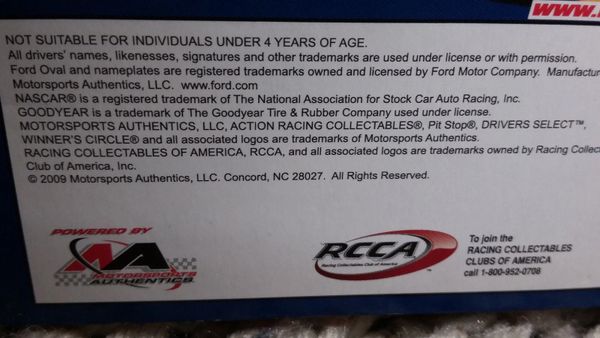 www.
NOT SUITABLE FOR INDIVIDUALS UNDER 4 YEARS OF AGE.
All drivers' names, likenesses, signatures and other trademarks are used under license or with permission.
Ford Oval and nameplates are registered trademarks owned and licensed by Ford Motor Company. Manufactur
Motorsports Authentics, LLC. www.ford.com
NASCAR® is a registered trademark of The National Association for Stock Car Auto Racing, Inc.
GOODYEAR is a trademark of The Goodyear Tire & Rubber Company used under license.
MOTORSPORTS AUTHENTICS, LLC, ACTION RACING COLLECTABLES®, Pit Stop®, DRIVERS SELECT™,
WINNER'S CIRCLE® and all associated logos are trademarks of Motorsports Authentics.
RACING COLLECTABLES OF AMERICA, RCCA, and all associated logos are trademarks owned by Racing Collec
Club of America, Inc.
© 2009 Motorsports Authentics, LLC. Concord, NC 28027. All Rights Reserved.
POWERED BY
MA
MOTORSPORTS
AUTHENTICS
RCCA
Racing Collectables Club of America
To join the
RACING COLLECTABLES
CLUBS OF AMERICA
call 1-800-952-0708